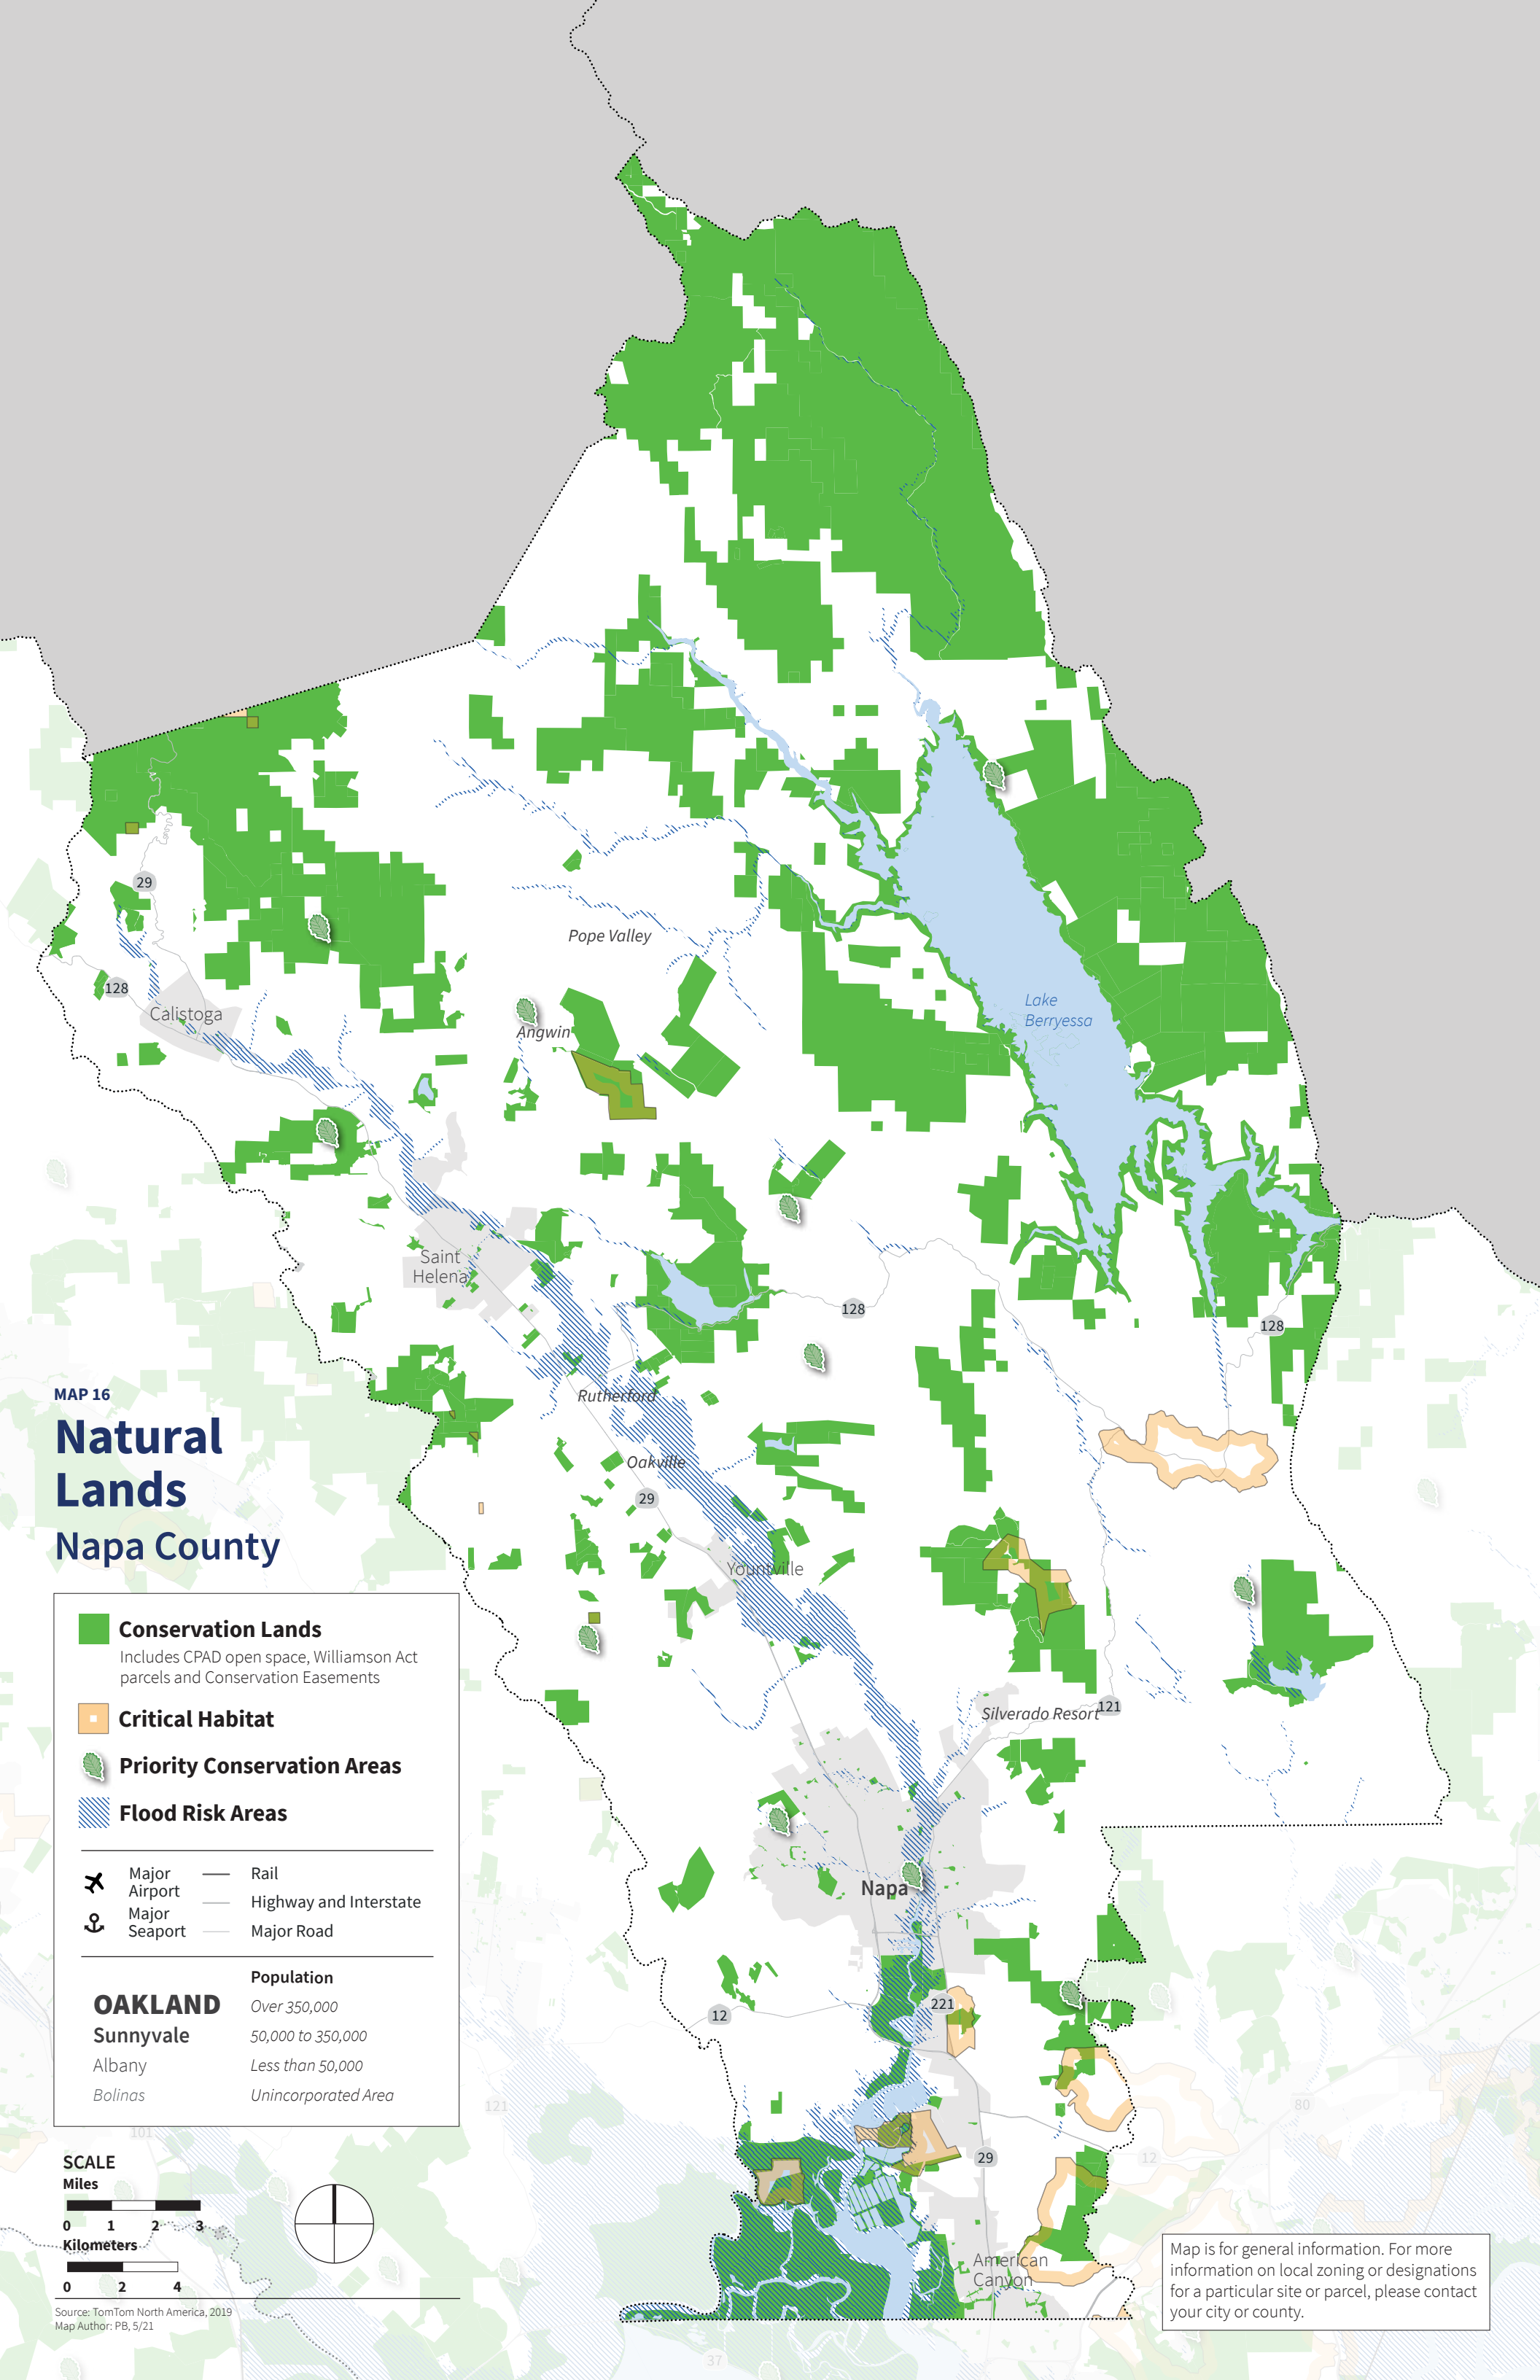 29
Pope Valley
128
Calistoga
Angwin
Lake
Berryessa
Saint
Helena
128
128
Rutherford
Oakville
29
Yountville
Silverado Resort
121
Napa
221
12
29
American
Canyon
121
101
80
12
37
MAP 16
Natural
Lands
Napa County
Conservation Lands
Includes CPAD open space, Williamson Act
parcels and Conservation Easements
Critical Habitat
Priority Conservation Areas
Flood Risk Areas
Major
Airport
Major
Seaport
Rail
Highway and Interstate
Major Road
Population
OAKLAND
Over 350,000
Sunnyvale
50,000 to 350,000
Albany
Less than 50,000
Bolinas
Unincorporated Area
SCALE
Miles
0 1 2 3
Kilometers
0 2 4
Source: TomTom North America, 2019
Map Author: PB, 5/21
Map is for general information. For more
information on local zoning or designations
for a particular site or parcel, please contact
your city or county.